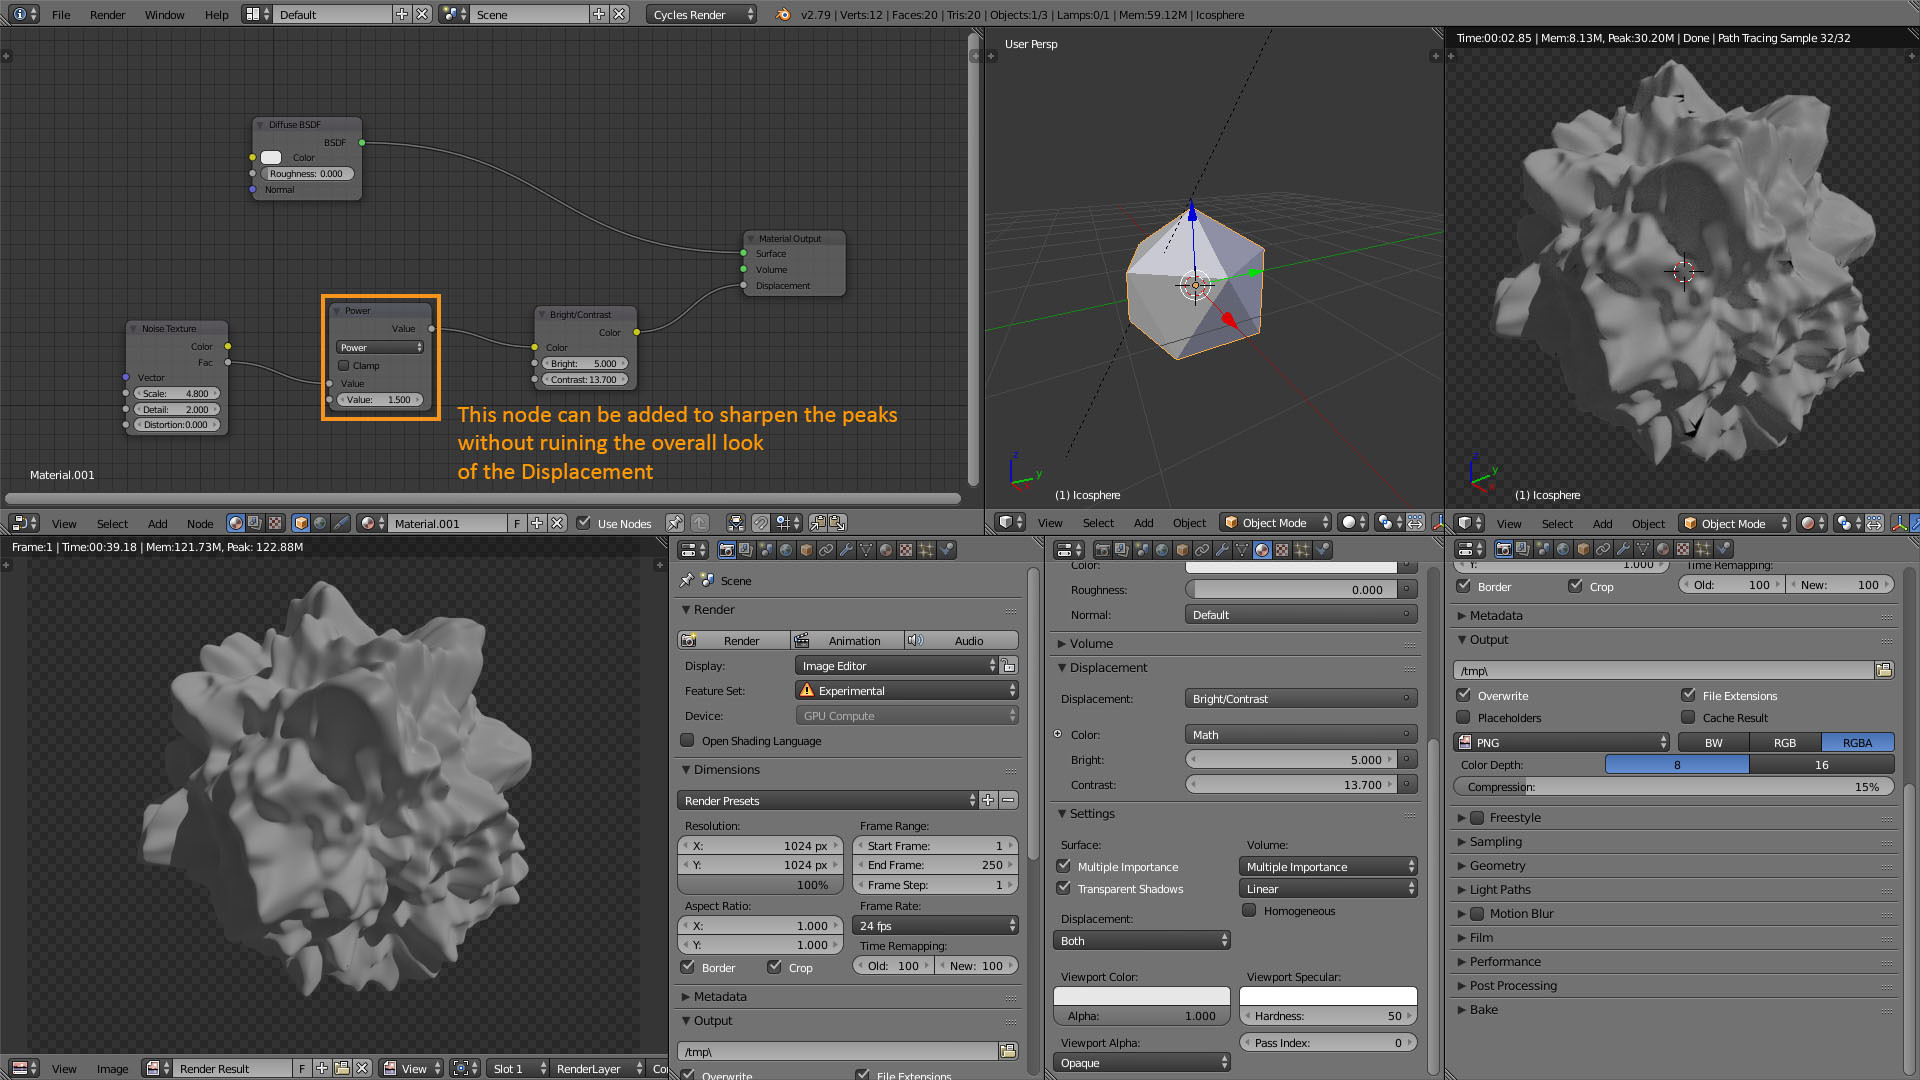 File Render Window Help Default Scene Cycles Render v2.79 | Verts:12 | Faces:20 | Tris:20 | Objects:1/3 | Lamps:0/1 | Mem:59.12M | Icosphere
Diffuse BSDF
BSDF
Color
Roughness: 0.000
Normal
Material Output
Surface
Volume
Displacement
Noise Texture
Color
Fac
Vector
Scale: 4.800
Detail: 2.000
Distortion:0.000
Power
Value
Power
Clamp
Value
Value: 1.500
Bright/Contrast
Color
Color
Bright: 5.000
Contrast: 13.700
This node can be added to sharpen the peaks
without ruining the overall look
of the Displacement
Material.001
View Select Add Node Material.001 F Use Nodes
User Persp
z
y
(1) Icosphere
View Select Add Object Object Mode
Time:00:02.85 | Mem:8.13M, Peak:30.20M | Done | Path Tracing Sample 32/32
y
(1) Icosphere
View Select Add Object Object Mode
Frame:1 | Time:00:39.18 | Mem:121.73M, Peak: 122.88M
View Image Render Result F View Slot 1 RenderLayer Co
Scene
Render
Render Animation Audio
Display: Image Editor
Feature Set: Experimental
Device: GPU Compute
Open Shading Language
Dimensions
Render Presets
Resolution: Frame Range:
X: 1024 px Start Frame: 1
Y: 1024 px End Frame: 250
100% Frame Step: 1
Aspect Ratio: Frame Rate:
X: 1.000 24 fps
Y: 1.000 Time Remapping:
Border Crop Old: 100 New: 100
Metadata
Output
/tmp\
Overwrite File Extensions
Color:
Roughness: 0.000
Normal: Default
Volume
Displacement
Displacement: Bright/Contrast
Color: Math
Bright: 5.000
Contrast: 13.700
Settings
Surface: Volume:
Multiple Importance Multiple Importance
Transparent Shadows Linear
Homogeneous
Displacement:
Both
Viewport Color: Viewport Specular:
Alpha: 1.000 Hardness: 50
Viewport Alpha: Pass Index: 0
Opaque
Y: 1.000 Time Remapping:
Border Crop Old: 100 New: 100
Metadata
Output
/tmp\
Overwrite File Extensions
Placeholders Cache Result
PNG BW RGB RGBA
Color Depth: 8 16
Compression: 15%
Freestyle
Sampling
Geometry
Light Paths
Motion Blur
Film
Performance
Post Processing
Bake